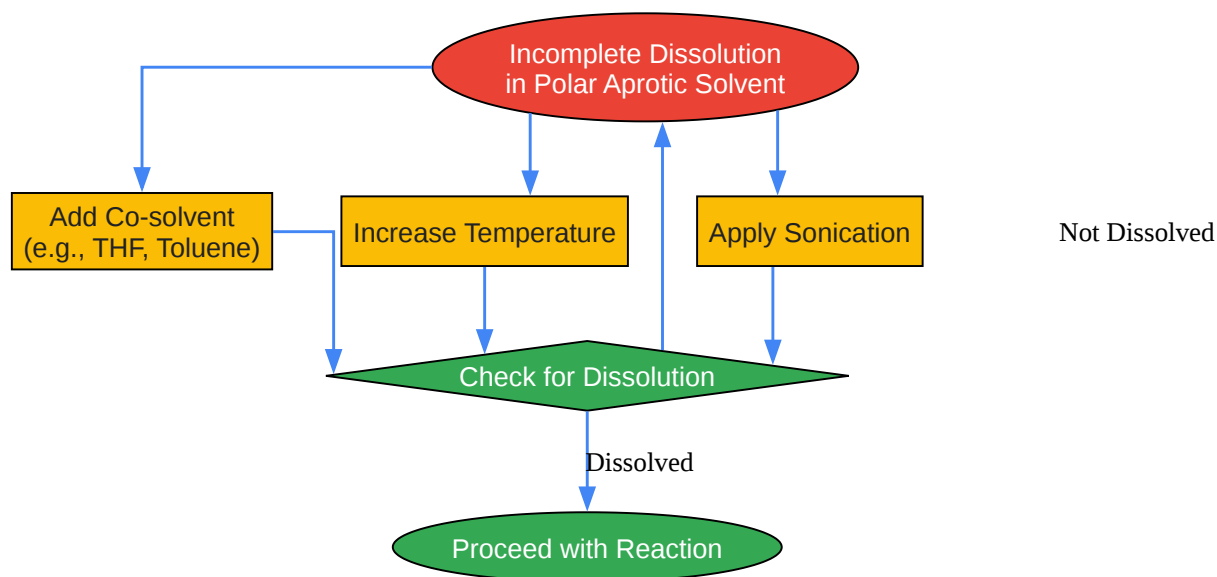 Incomplete Dissolution
in Polar Aprotic Solvent
Add Co-solvent
(e.g., THF, Toluene)
Increase Temperature
Apply Sonication
Not Dissolved
Check for Dissolution
Dissolved
Proceed with Reaction